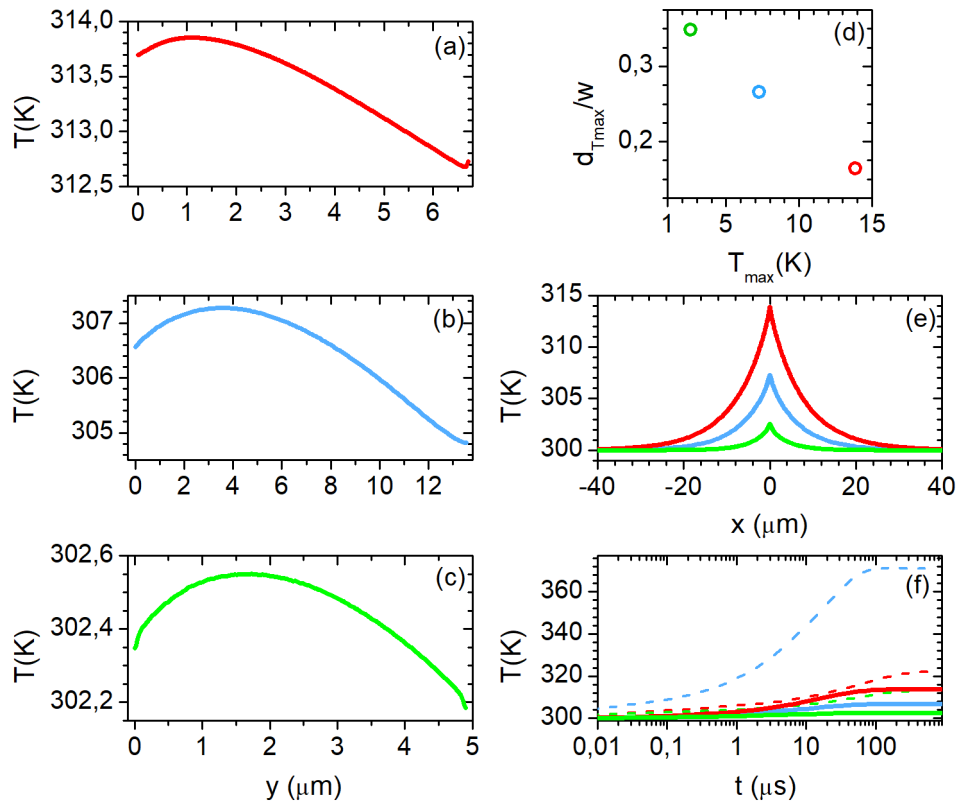 314,0
313,5
313,0
312,5
T(K)
(a)
0 1 2 3 4 5 6
0,3
0,2
d_Tmax/w
(d)
1 5 10 15
T_max(K)
307
306
305
T(K)
(b)
0 2 4 6 8 10 12
315
310
305
300
T(K)
(e)
-40 -20 0 20 40
x (μm)
302,6
302,4
302,2
T(K)
(c)
0 1 2 3 4 5
y (μm)
360
340
320
300
T(K)
(f)
0,01 0,1 1 10 100
t (μs)